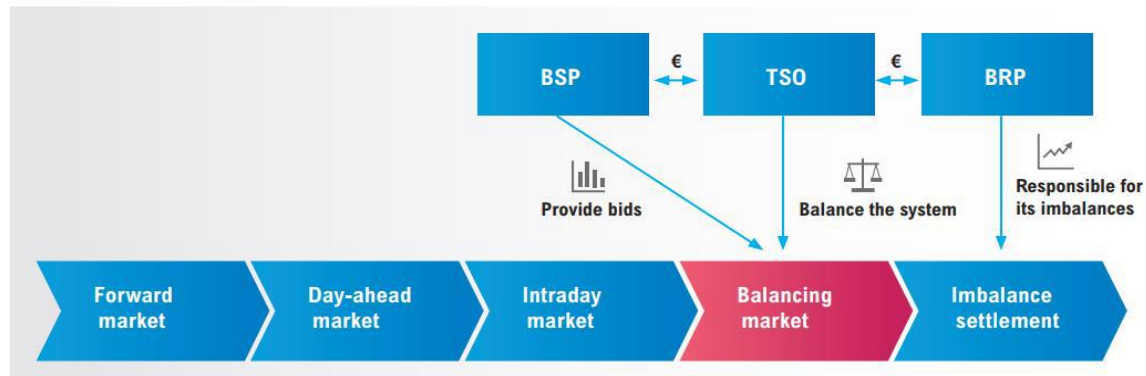 BSP
€
TSO
€
BRP
Provide bids
Balance the system
Responsible for
its imbalances
Forward
market
Day-ahead
market
Intraday
market
Balancing
market
Imbalance
settlement